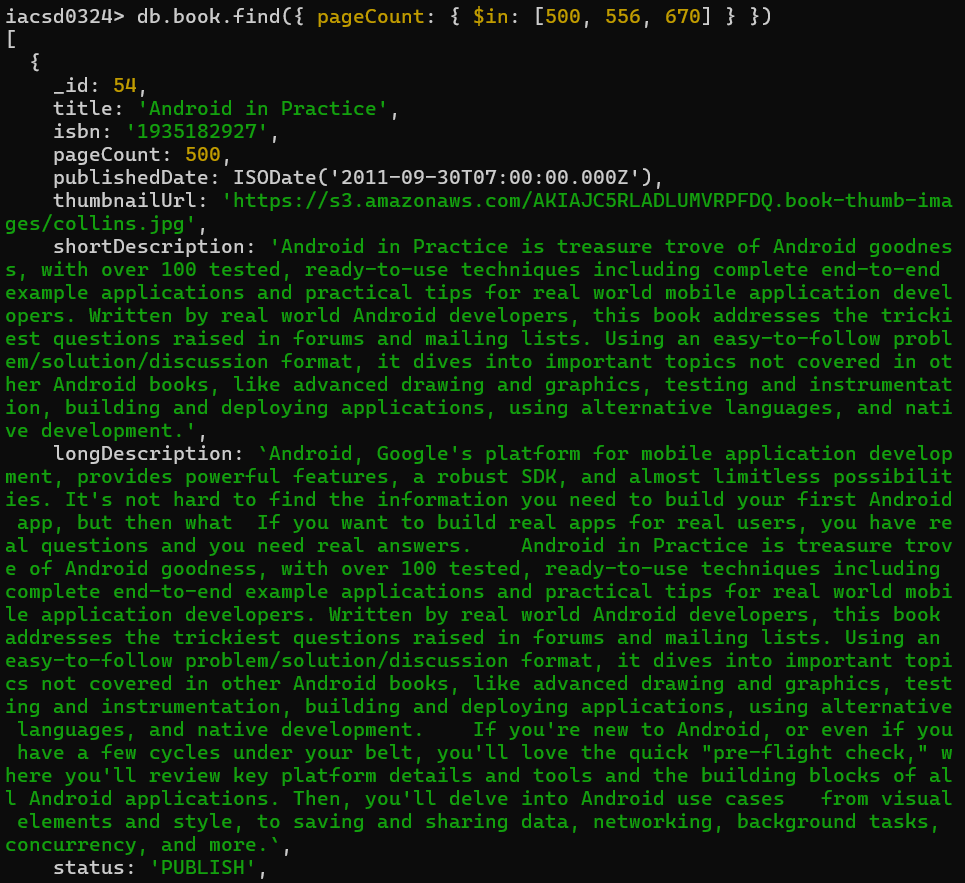 iacsd0324> db.book.find({ pageCount: { $in: [500, 556, 670] } })
[
  {
    _id: 54,
    title: 'Android in Practice',
    isbn: '1935182927',
    pageCount: 500,
    publishedDate: ISODate('2011-09-30T07:00:00.000Z'),
    thumbnailUrl: 'https://s3.amazonaws.com/AKIAJC5RLADLUMVRPFDQ.book-thumb-ima
ges/collins.jpg',
    shortDescription: 'Android in Practice is treasure trove of Android goodnes
s, with over 100 tested, ready-to-use techniques including complete end-to-end
example applications and practical tips for real world mobile application devel
opers. Written by real world Android developers, this book addresses the tricki
est questions raised in forums and mailing lists. Using an easy-to-follow probl
em/solution/discussion format, it dives into important topics not covered in ot
her Android books, like advanced drawing and graphics, testing and instrumentat
ion, building and deploying applications, using alternative languages, and nati
ve development.',
    longDescription: `Android, Google's platform for mobile application develop
ment, provides powerful features, a robust SDK, and almost limitless possibilit
ies. It's not hard to find the information you need to build your first Android
 app, but then what  If you want to build real apps for real users, you have re
al questions and you need real answers.    Android in Practice is treasure trov
e of Android goodness, with over 100 tested, ready-to-use techniques including
complete end-to-end example applications and practical tips for real world mobi
le application developers. Written by real world Android developers, this book
addresses the trickiest questions raised in forums and mailing lists. Using an
easy-to-follow problem/solution/discussion format, it dives into important topi
cs not covered in other Android books, like advanced drawing and graphics, test
ing and instrumentation, building and deploying applications, using alternative
 languages, and native development.    If you're new to Android, or even if you
 have a few cycles under your belt, you'll love the quick "pre-flight check," w
here you'll review key platform details and tools and the building blocks of al
l Android applications. Then, you'll delve into Android use cases   from visual
 elements and style, to saving and sharing data, networking, background tasks,
concurrency, and more.`,
    status: 'PUBLISH',